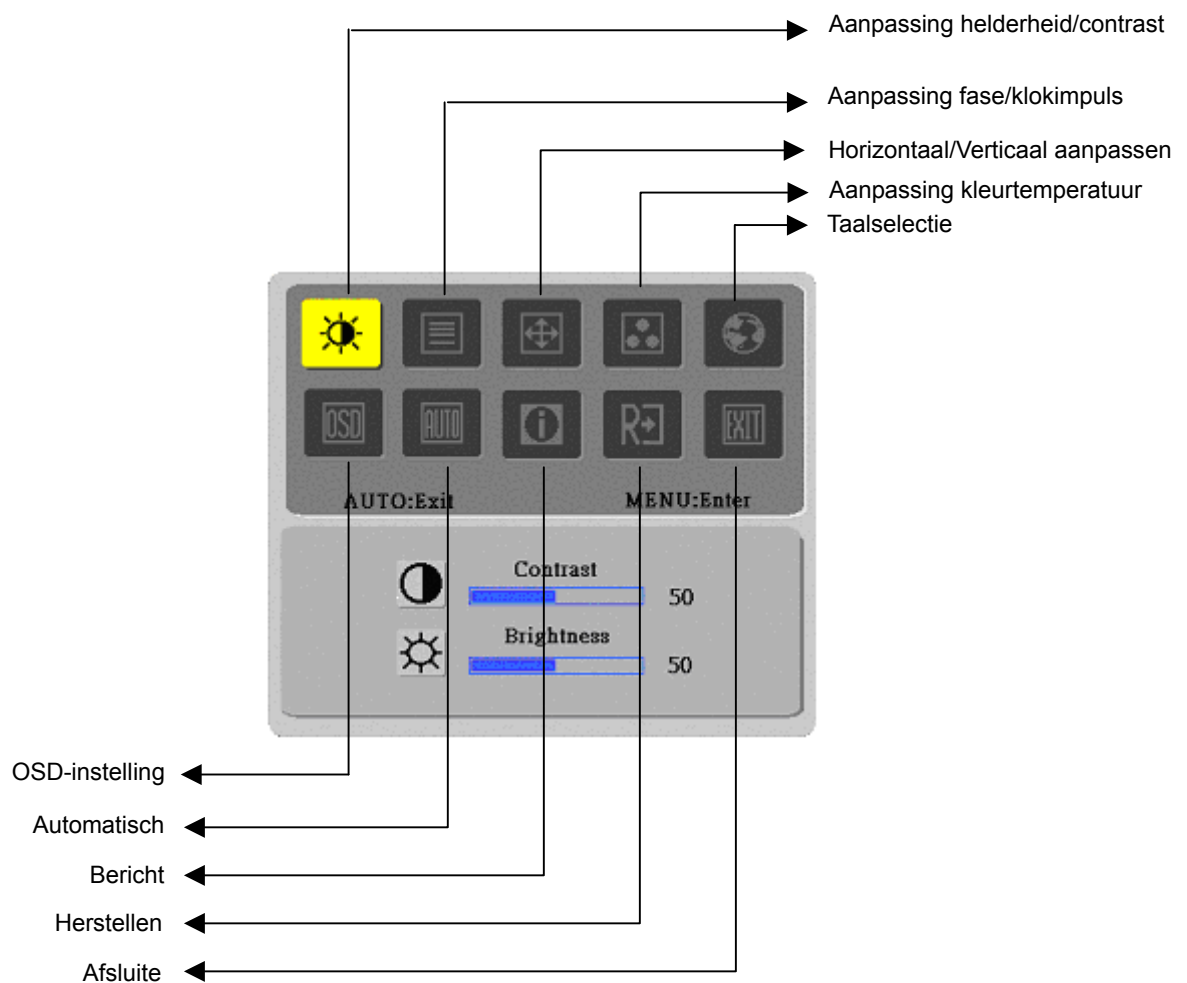 Aanpassing helderheid/contrast
Aanpassing fase/klokimpuls
Horizontaal/Verticaal aanpassen
Aanpassing kleurtemperatuur
Taalselectie
OSD AUTO i R EXIT
AUTO:Exit MENU:Enter
Contrast
50
Brightness
50
OSD-instelling
Automatisch
Bericht
Herstellen
Afsluite